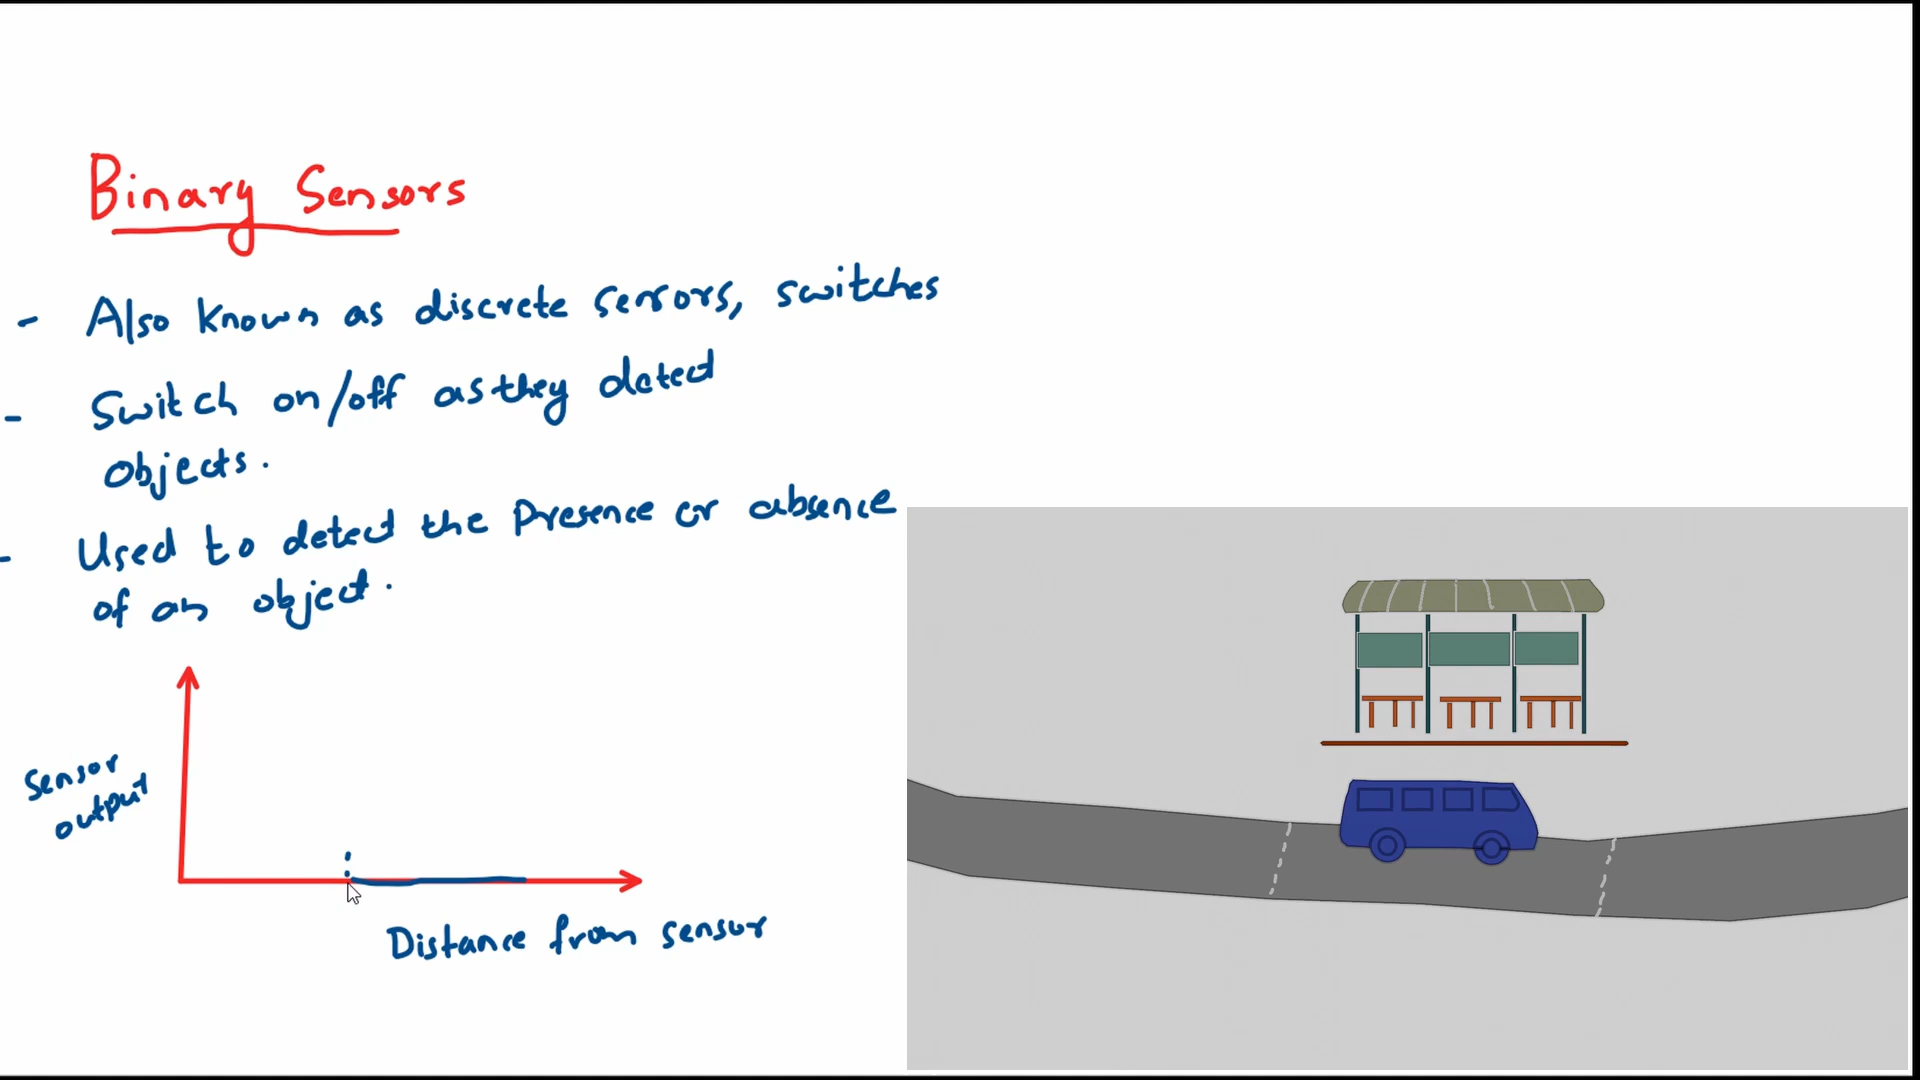 Binary Sensors
- Also known as discrete sensors, switches
- Switch on/off as they detect
objects.
- Used to detect the Presence or absence
of an object.
Sensor
output
Distance from sensor